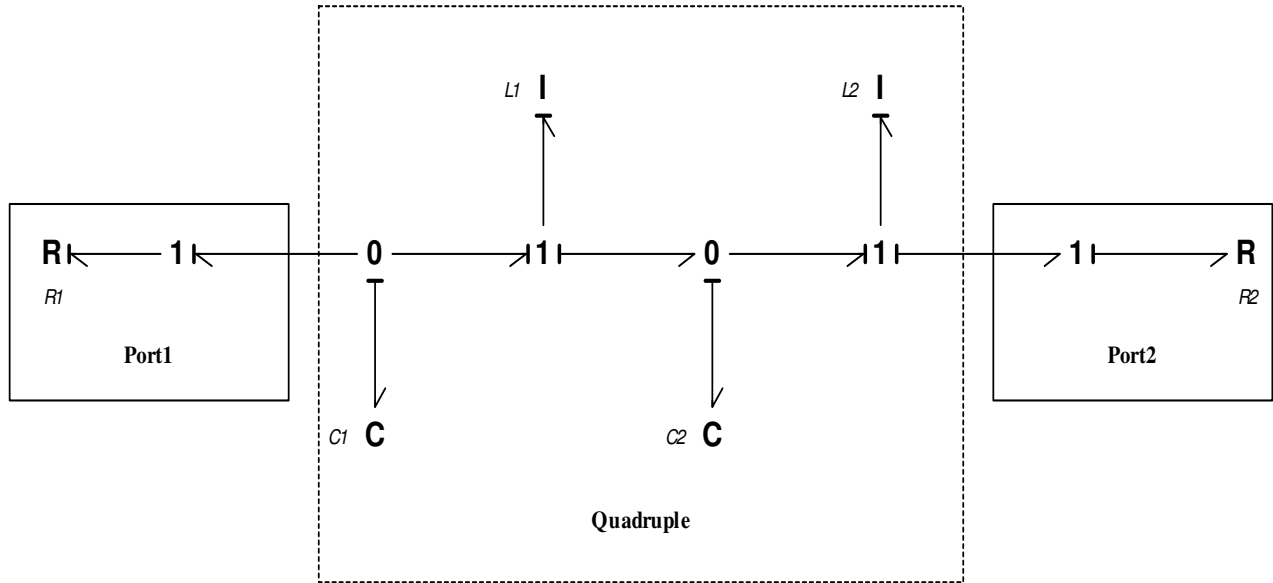 L1 I
L2 I
R 1 0 1 0 1 1 R
R1
R2
Port1
Port2
C1 C
C2 C
Quadruple